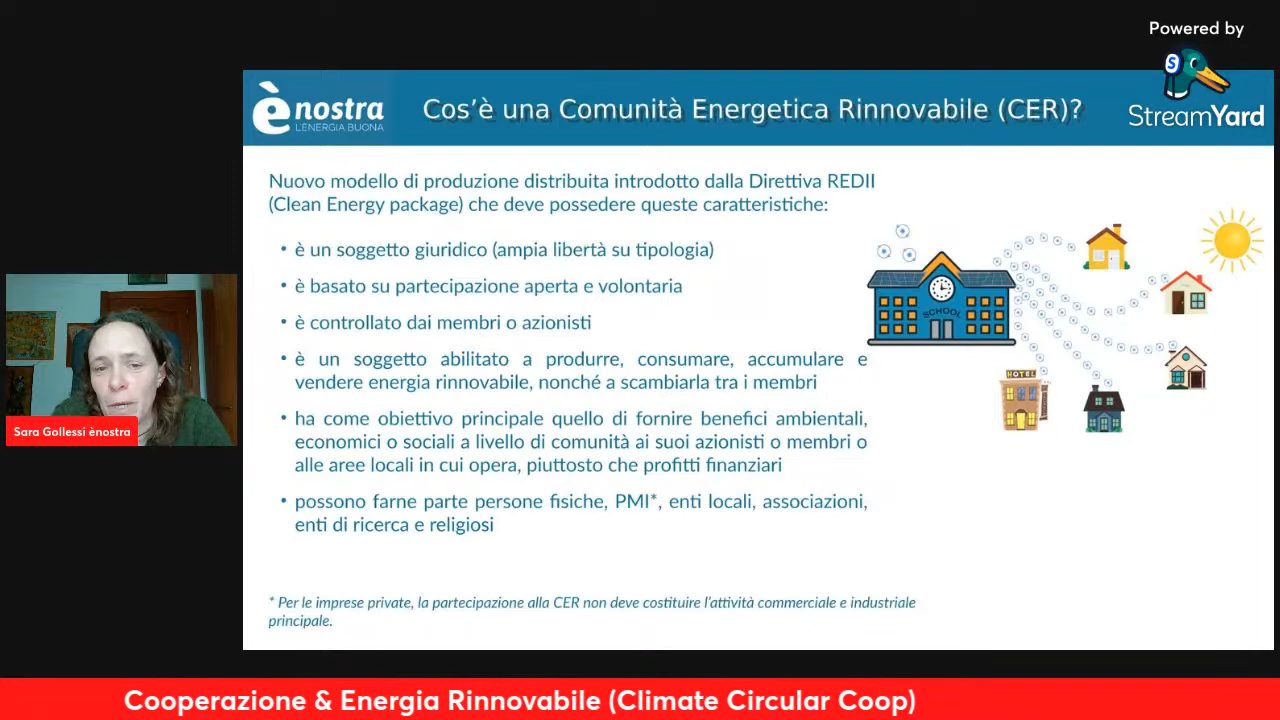 Powered by
StreamYard
ènostra
L'ENERGIA BUONA
Cos'è una Comunità Energetica Rinnovabile (CER)?
Nuovo modello di produzione distribuita introdotto dalla Direttiva REDII
(Clean Energy package) che deve possedere queste caratteristiche:
• è un soggetto giuridico (ampia libertà su tipologia)
• è basato su partecipazione aperta e volontaria
• è controllato dai membri o azionisti
• è un soggetto abilitato a produrre, consumare, accumulare e
vendere energia rinnovabile, nonché a scambiarla tra i membri
• ha come obiettivo principale quello di fornire benefici ambientali,
economici o sociali a livello di comunità ai suoi azionisti o membri o
alle aree locali in cui opera, piuttosto che profitti finanziari
• possono farne parte persone fisiche, PMI*, enti locali, associazioni,
enti di ricerca e religiosi
* Per le imprese private, la partecipazione alla CER non deve costituire l'attività commerciale e industriale
principale.
SCHOOL
HOTEL
Sara Gollessi ènostra
Cooperazione & Energia Rinnovabile (Climate Circular Coop)